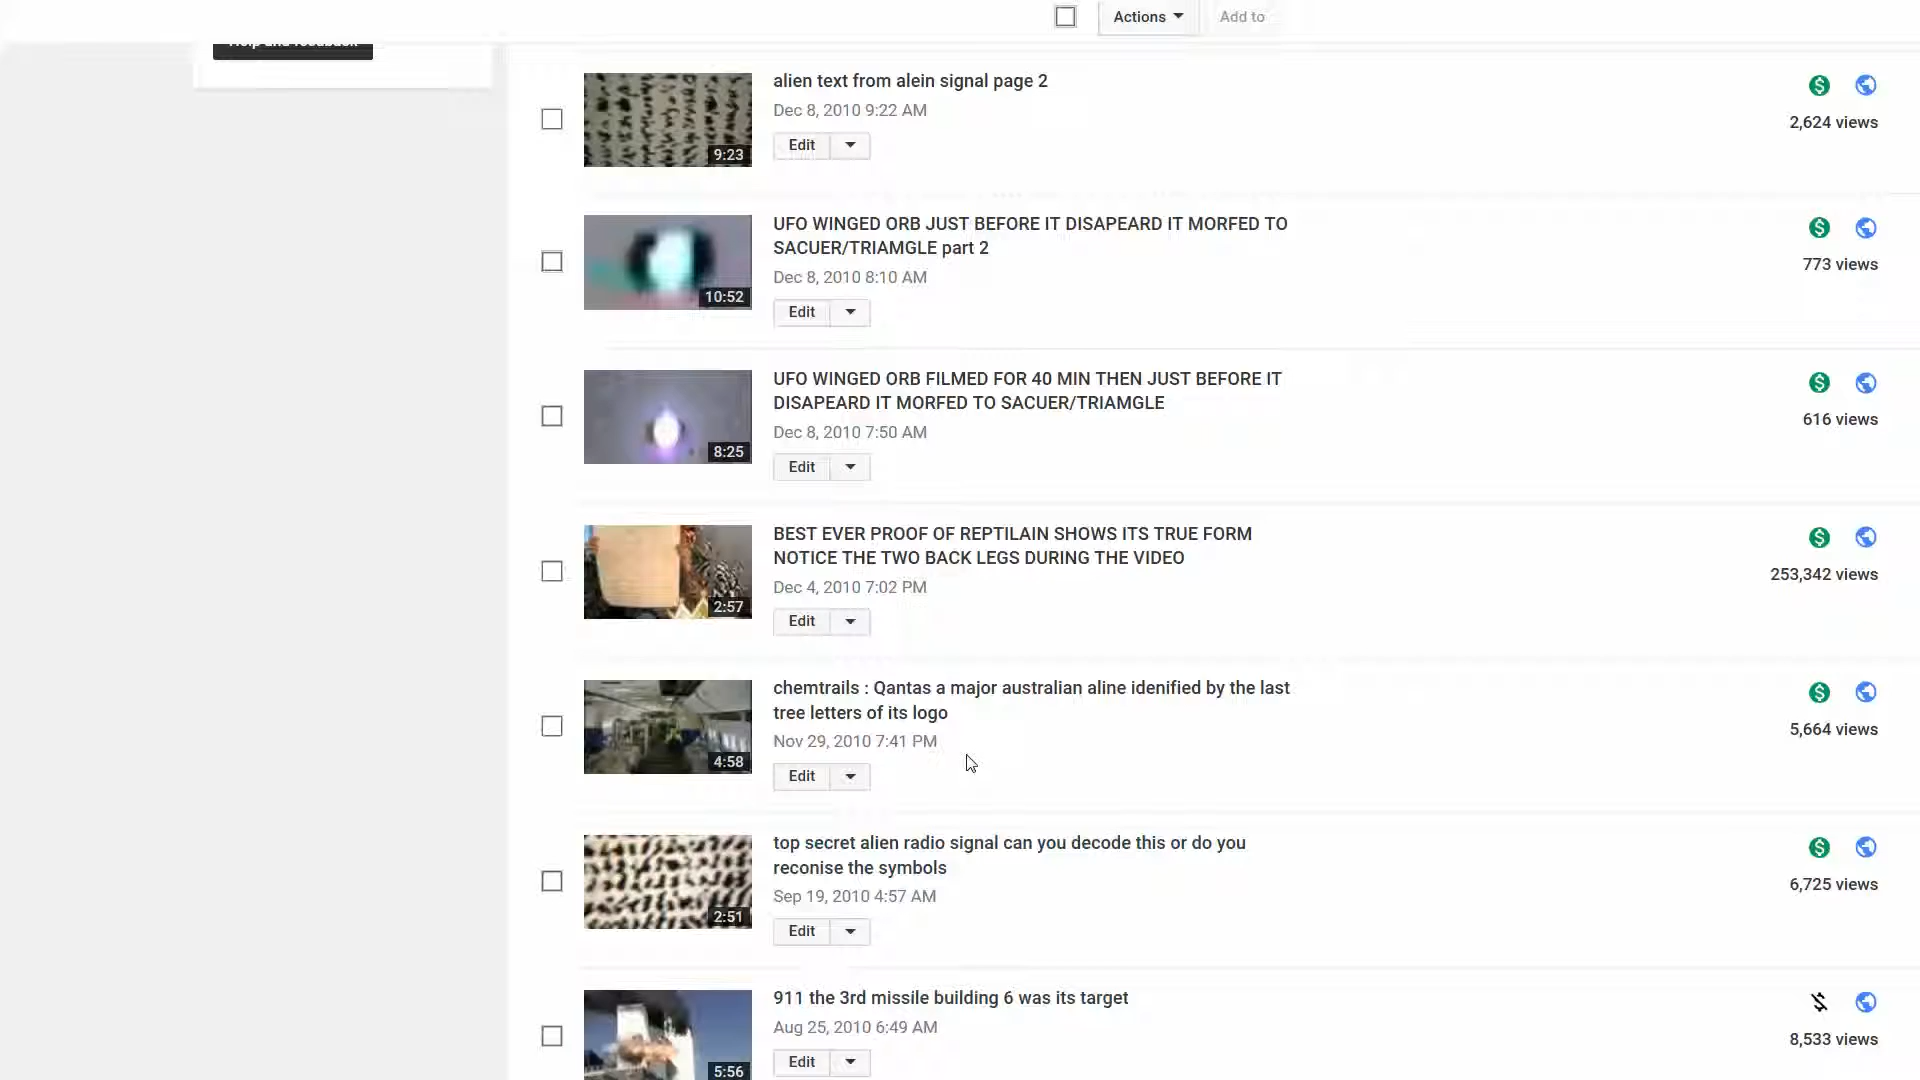 Actions
Add to
Help and feedback
alien text from alein signal page 2
Dec 8, 2010 9:22 AM
2,624 views
Edit
9:23
UFO WINGED ORB JUST BEFORE IT DISAPEARD IT MORFED TO
SACUER/TRIAMGLE part 2
Dec 8, 2010 8:10 AM
773 views
Edit
10:52
UFO WINGED ORB FILMED FOR 40 MIN THEN JUST BEFORE IT
DISAPEARD IT MORFED TO SACUER/TRIAMGLE
Dec 8, 2010 7:50 AM
616 views
Edit
8:25
BEST EVER PROOF OF REPTILAIN SHOWS ITS TRUE FORM
NOTICE THE TWO BACK LEGS DURING THE VIDEO
Dec 4, 2010 7:02 PM
253,342 views
Edit
2:57
chemtrails : Qantas a major australian aline idenified by the last
tree letters of its logo
Nov 29, 2010 7:41 PM
5,664 views
Edit
4:58
top secret alien radio signal can you decode this or do you
reconise the symbols
Sep 19, 2010 4:57 AM
6,725 views
Edit
2:51
911 the 3rd missile building 6 was its target
Aug 25, 2010 6:49 AM
8,533 views
Edit
5:56